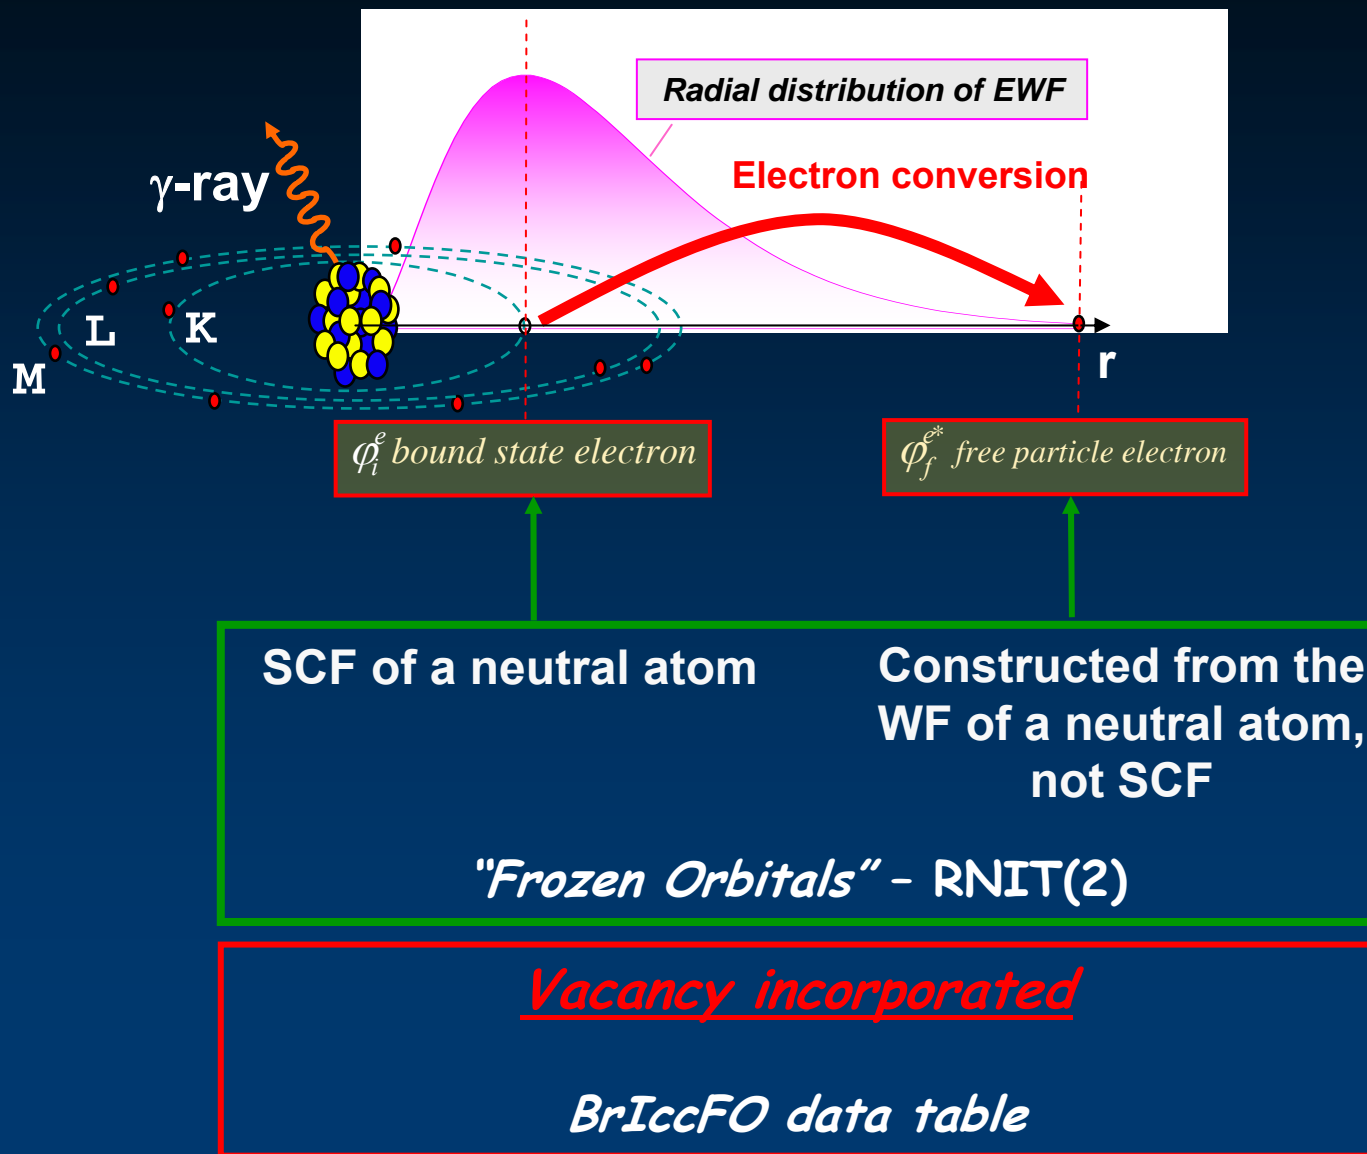 Radial distribution of EWF
Electron conversion
γ-ray
L
K
M
r
φ_i^e bound state electron
φ_f^{e*} free particle electron
SCF of a neutral atom
Constructed from the
WF of a neutral atom,
not SCF
“Frozen Orbitals” – RNIT(2)
Vacancy incorporated
BrIccFO data table